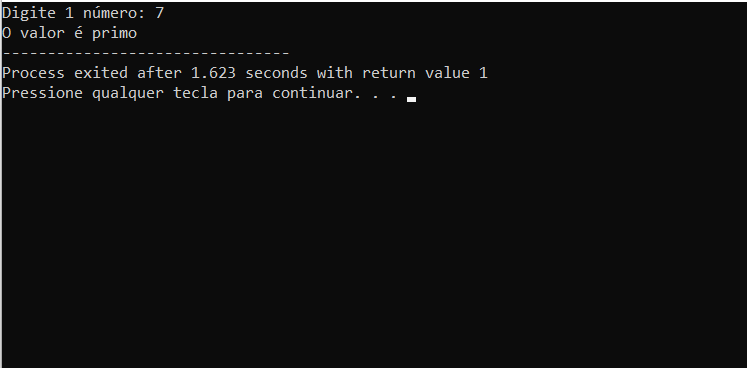 Digite 1 número: 7
O valor é primo
--------------------------------
Process exited after 1.623 seconds with return value 1
Pressione qualquer tecla para continuar. . .